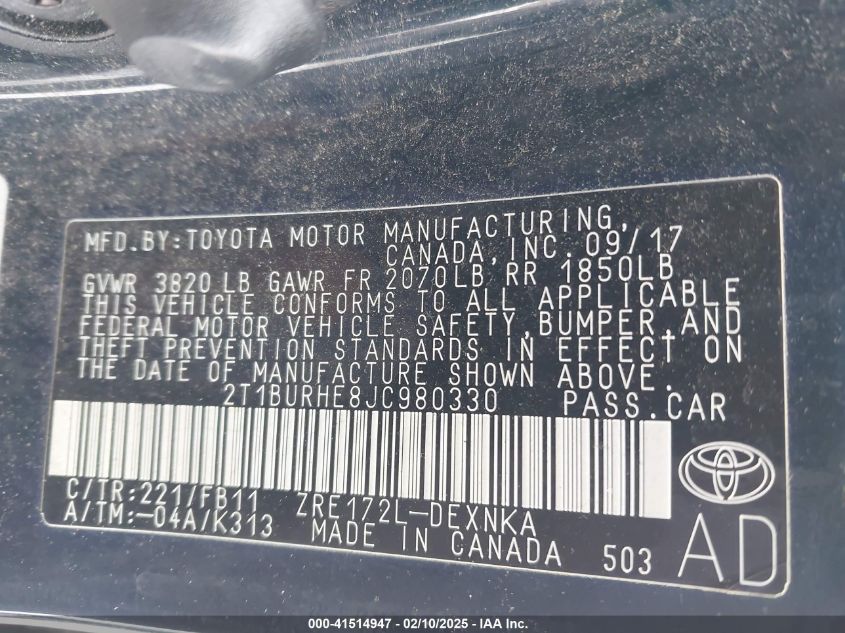 MFD.BY:TOYOTA MOTOR MANUFACTURING,
CANADA, INC. 09/17
GVWR 3820 LB GAWR FR 2070LB RR 1850LB
THIS VEHICLE CONFORMS TO ALL APPLICABLE
FEDERAL MOTOR VEHICLE SAFETY, BUMPER, AND
THEFT PREVENTION STANDARDS IN EFFECT ON
THE DATE OF MANUFACTURE SHOWN ABOVE.
2T1BURHE8JC980330 PASS.CAR
C/TR:221/FB11 ZRE172L-DEXNKA
A/TM:-04A/K313 MADE IN CANADA 503 AD
000-41514947 - 02/10/2025 - IAA Inc.